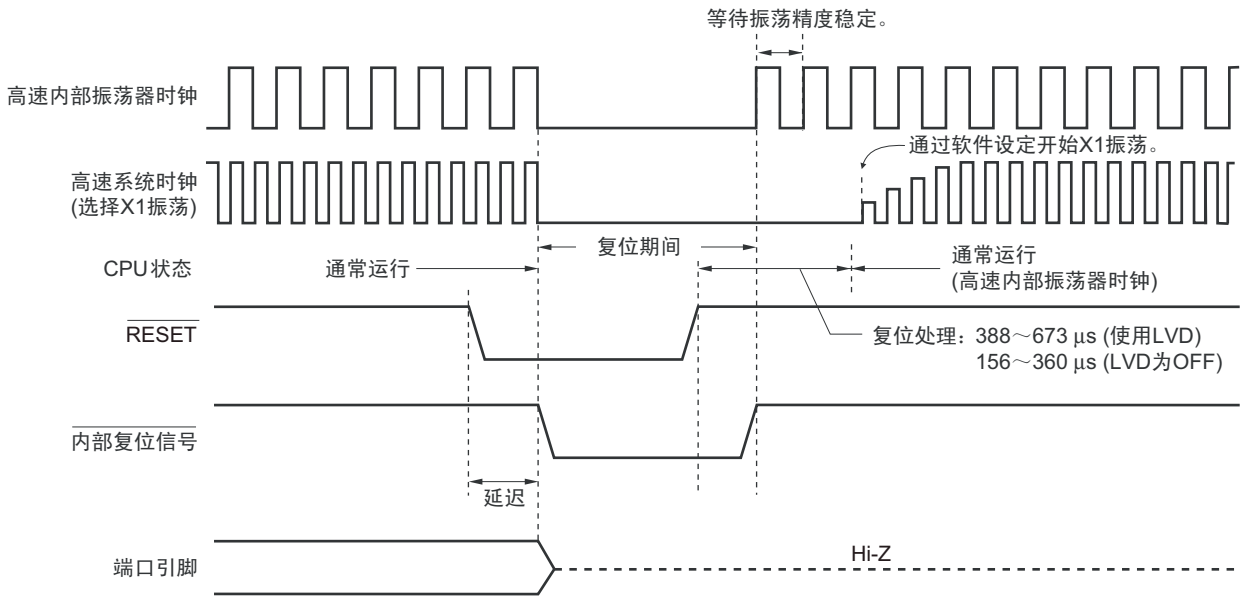 等待振荡精度稳定。
高速内部振荡器时钟
通过软件设定开始X1振荡。
高速系统时钟
(选择X1振荡)
复位期间
CPU状态
通常运行
通常运行
(高速内部振荡器时钟)
RESET
复位处理：388～673 μs (使用LVD)
156～360 μs (LVD为OFF)
内部复位信号
延迟
端口引脚
Hi-Z